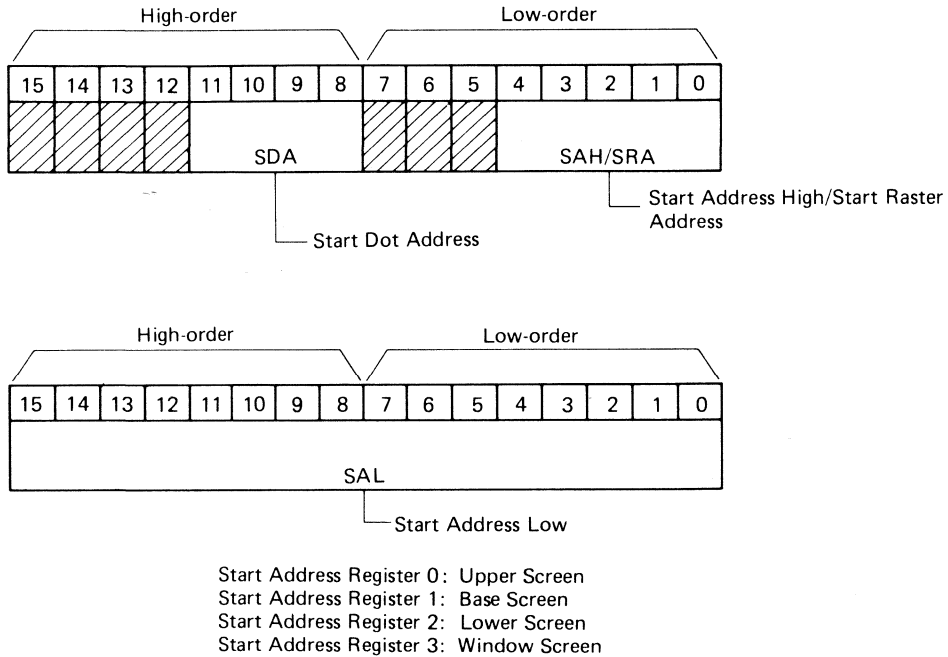 High-order Low-order
15 14 13 12 11 10 9 8 7 6 5 4 3 2 1 0
SDA SAH/SRA
Start Address High/Start Raster
Address
Start Dot Address
High-order Low-order
15 14 13 12 11 10 9 8 7 6 5 4 3 2 1 0
SAL
Start Address Low
Start Address Register 0: Upper Screen
Start Address Register 1: Base Screen
Start Address Register 2: Lower Screen
Start Address Register 3: Window Screen